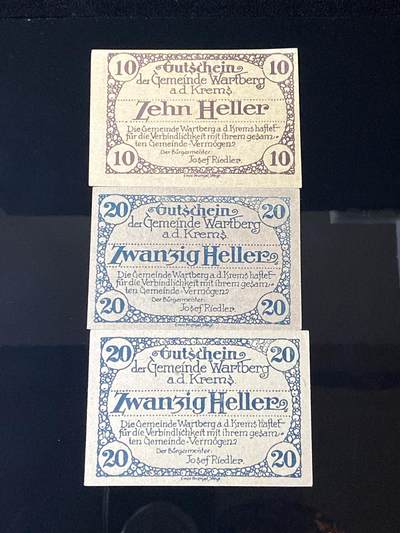 10 Gutschein 10
der Gemeinde Wartberg
a.d. Krems.
Zehn Heller
Die Gemeinde Wartberg a.d. Krems haftet
für die Verbindlichkeit mit ihrem gesam-
ten Gemeinde-Vermögen.
Der Bürgermeister:
10 Josef Riedler. 10
20 Gutschein 20
der Gemeinde Wartberg
a.d. Krems.
Zwanzig Heller
Die Gemeinde Wartberg a.d. Krems haftet
für die Verbindlichkeit mit ihrem gesam-
ten Gemeinde-Vermögen.
Der Bürgermeister:
20 Josef Riedler. 20
20 Gutschein 20
der Gemeinde Wartberg
a.d. Krems.
Zwanzig Heller
Die Gemeinde Wartberg a.d. Krems haftet
für die Verbindlichkeit mit ihrem gesam-
ten Gemeinde-Vermögen.
Der Bürgermeister:
20 Josef Riedler 20